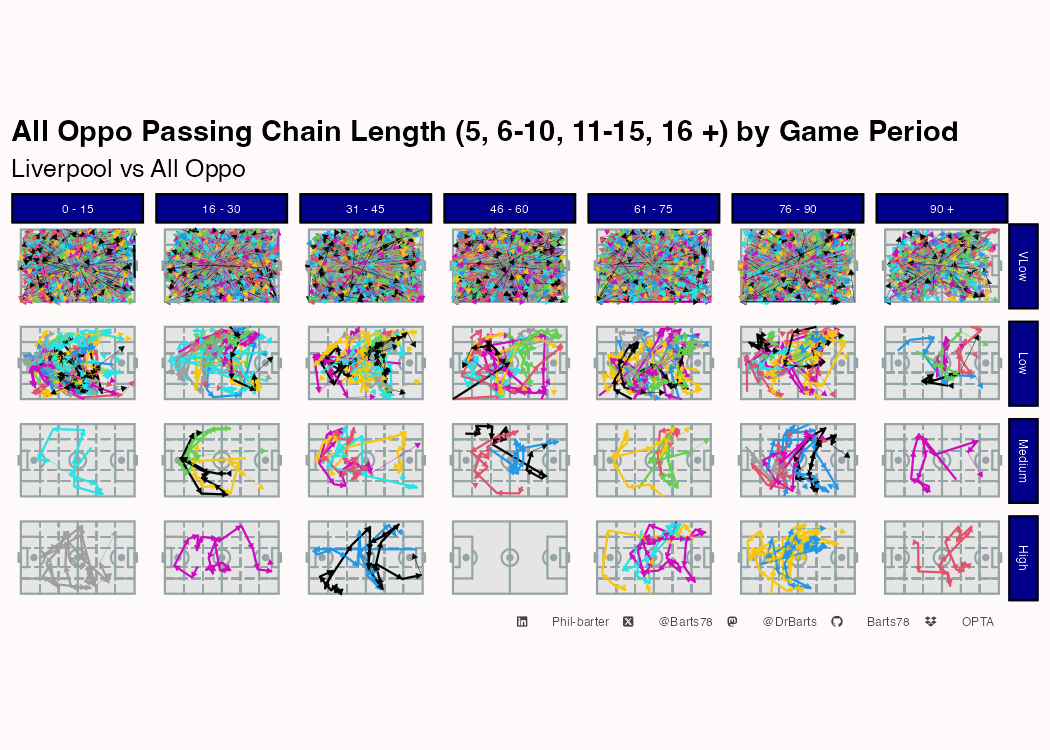 All Oppo Passing Chain Length (5, 6-10, 11-15, 16 +) by Game Period
Liverpool vs All Oppo
0 - 15 16 - 30 31 - 45 46 - 60 61 - 75 76 - 90 90 +
VLow
Low
Medium
High
Phil-barter @Barts78 @DrBarts Barts78 OPTA